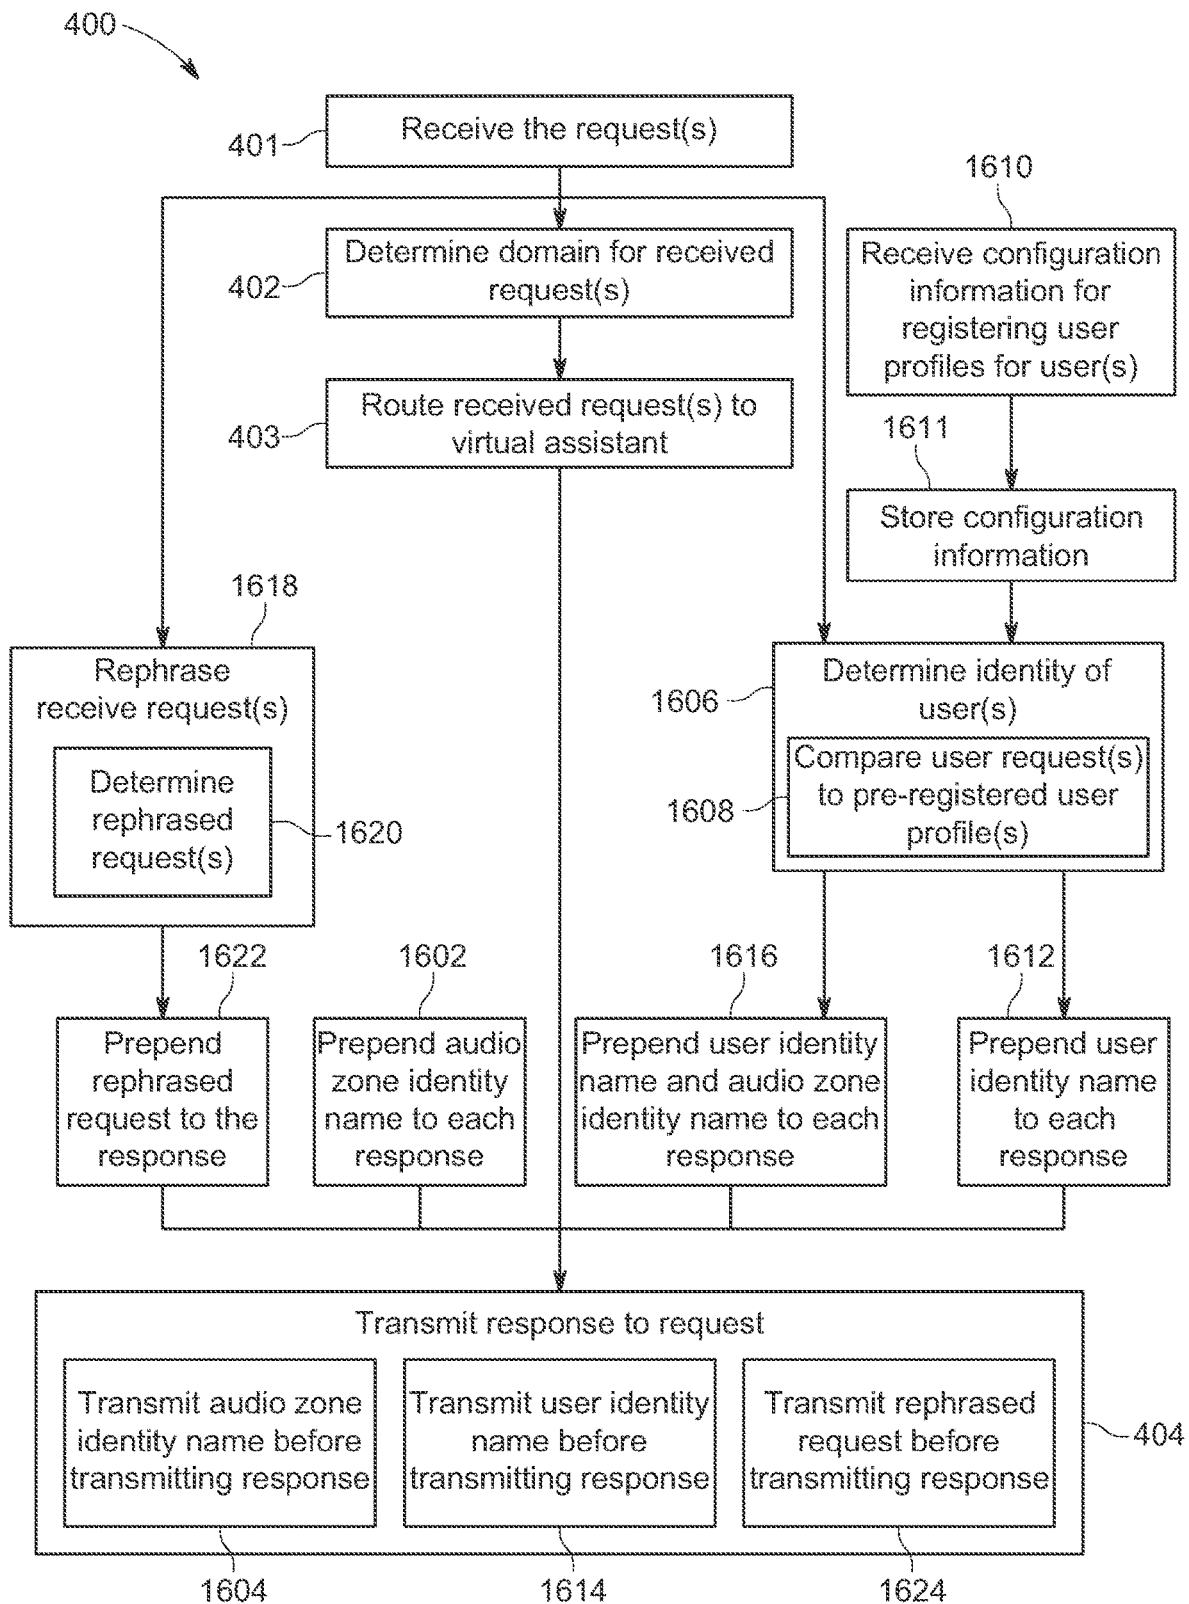 400
Receive the request(s)
401
1610
Determine domain for received
request(s)
402
Receive configuration
information for
registering user
profiles for user(s)
Route received request(s) to
virtual assistant
403
1611
Store configuration
information
1618
Rephrase
receive request(s)
Determine
rephrased
request(s)
1620
1606
Determine identity of
user(s)
Compare user request(s)
to pre-registered user
profile(s)
1608
1622
1602
1616
1612
Prepend
rephrased
request to the
response
Prepend audio
zone identity
name to each
response
Prepend user identity
name and audio zone
identity name to each
response
Prepend user
identity name
to each
response
Transmit response to request
Transmit audio zone
identity name before
transmitting response
Transmit user identity
name before
transmitting response
Transmit rephrased
request before
transmitting response
404
1604
1614
1624